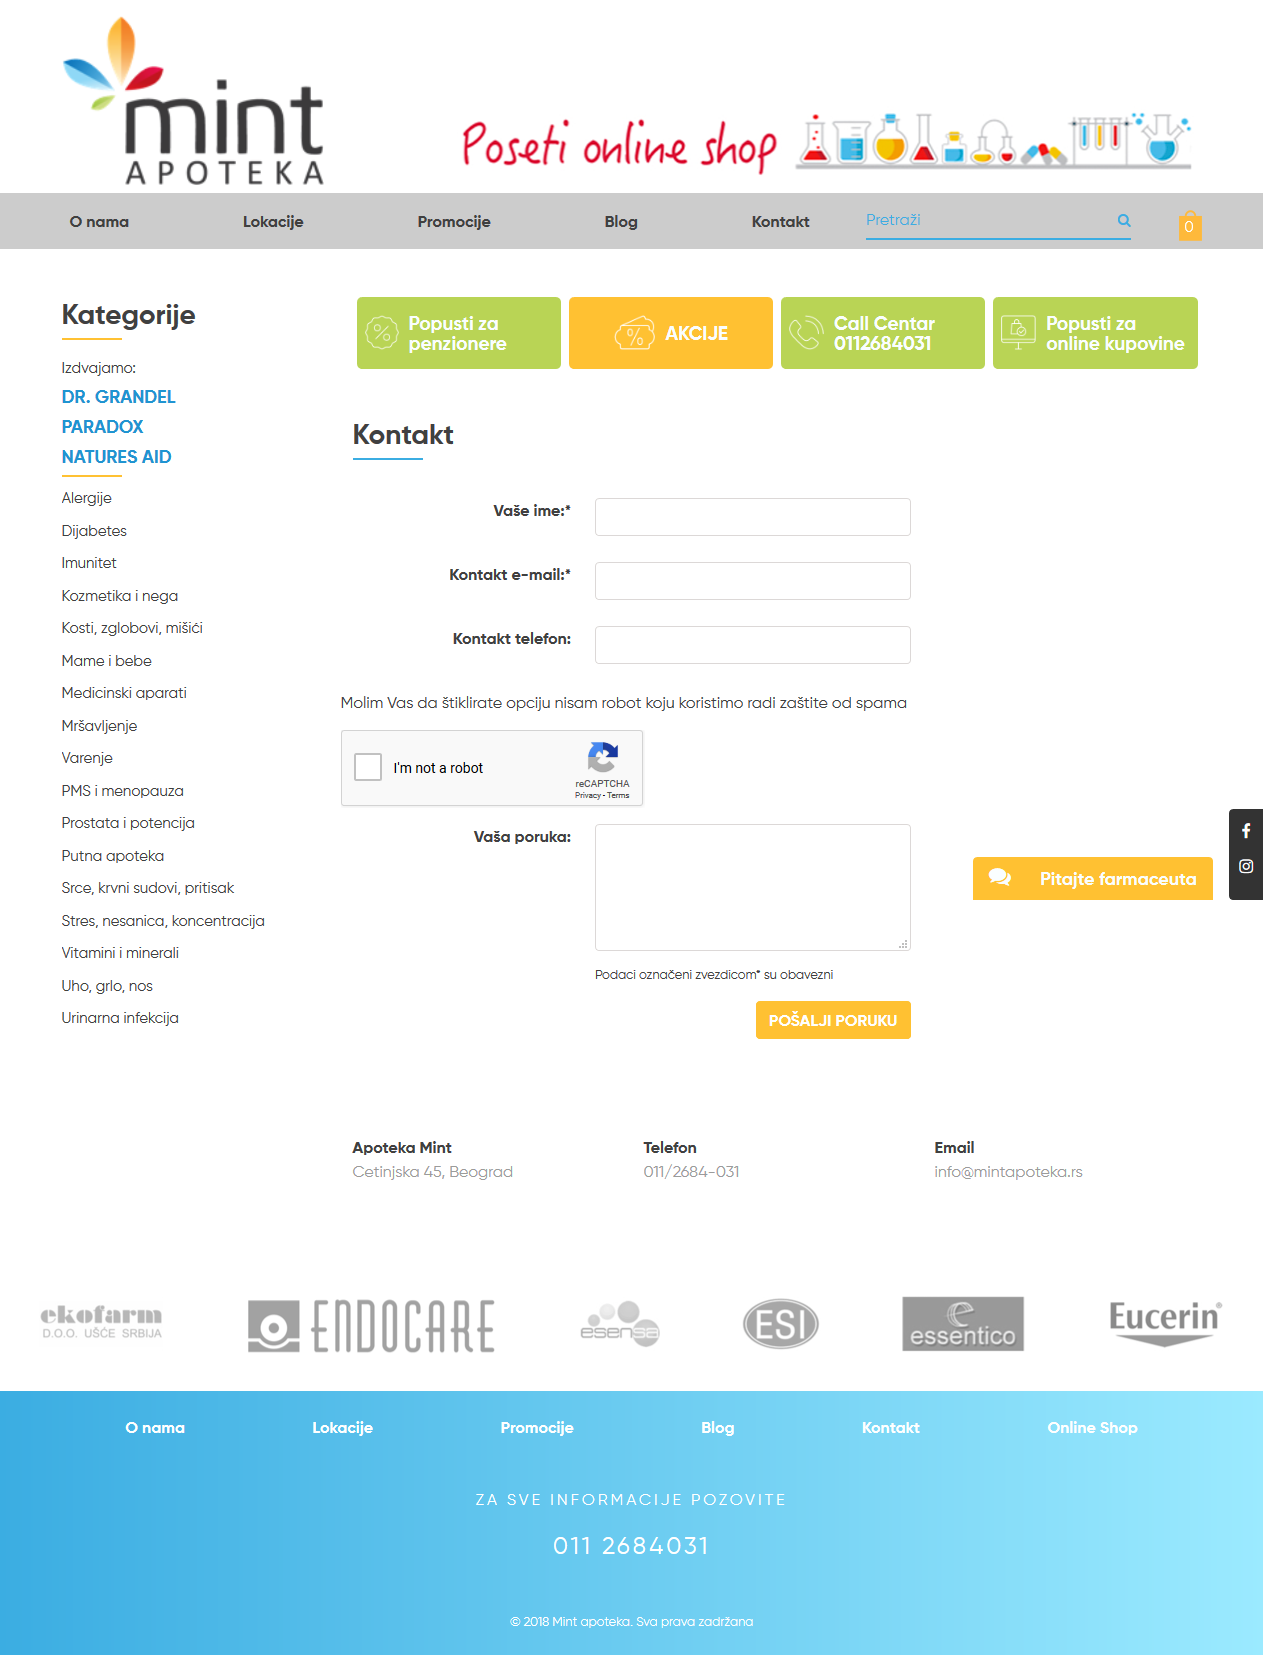 mint
APOTEKA
Poseti online shop
O nama
Lokacije
Promocije
Blog
Kontakt
Pretraži
0
Kategorije
Izdvajamo:
DR. GRANDEL
PARADOX
NATURES AID
Alergije
Dijabetes
Imunitet
Kozmetika i nega
Kosti, zglobovi, mišići
Mame i bebe
Medicinski aparati
Mršavljenje
Varenje
PMS i menopauza
Prostata i potencija
Putna apoteka
Srce, krvni sudovi, pritisak
Stres, nesanica, koncentracija
Vitamini i minerali
Uho, grlo, nos
Urinarna infekcija
Popusti za
penzionere
AKCIJE
Call Centar
0112684031
Popusti za
online kupovine
Kontakt
Vaše ime:*
Kontakt e-mail:*
Kontakt telefon:
Molim Vas da štiklirate opciju nisam robot koju koristimo radi zaštite od spama
I'm not a robot
reCAPTCHA
Privacy - Terms
Vaša poruka:
Podaci označeni zvezdicom* su obavezni
POŠALJI PORUKU
Pitajte farmaceuta
Apoteka Mint
Cetinjska 45, Beograd
Telefon
011/2684-031
Email
info@mintapoteka.rs
ekofarm
D.O.O. UŠĆE SRBIJA
ENDOCARE
esensa
ESI
e
essentico
Eucerin
O nama
Lokacije
Promocije
Blog
Kontakt
Online Shop
ZA SVE INFORMACIJE POZOVITE
011 2684031
© 2018 Mint apoteka. Sva prava zadržana